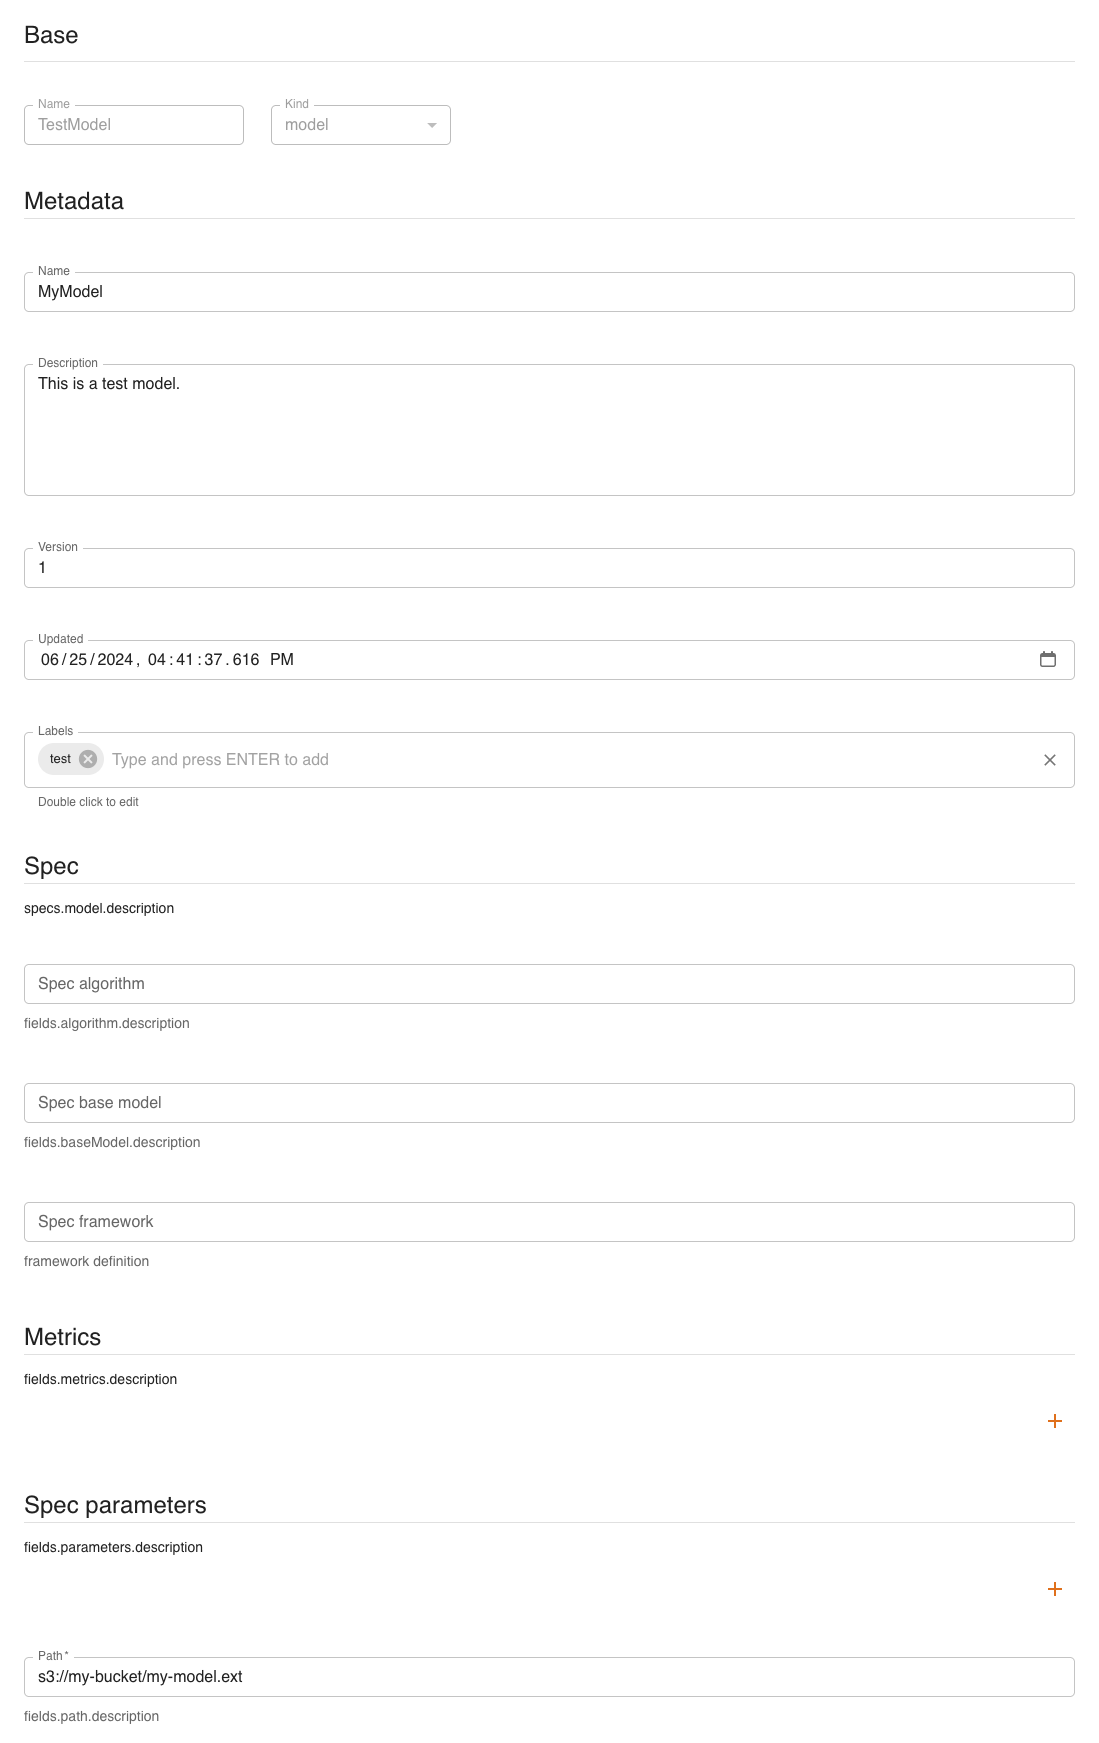 Base
Name
TestModel
Kind
model
Metadata
Name
MyModel
Description
This is a test model.
Version
1
Updated
06/25/2024, 04:41:37.616 PM
Labels
test
Type and press ENTER to add
Double click to edit
Spec
specs.model.description
Spec algorithm
fields.algorithm.description
Spec base model
fields.baseModel.description
Spec framework
framework definition
Metrics
fields.metrics.description
Spec parameters
fields.parameters.description
Path*
s3://my-bucket/my-model.ext
fields.path.description